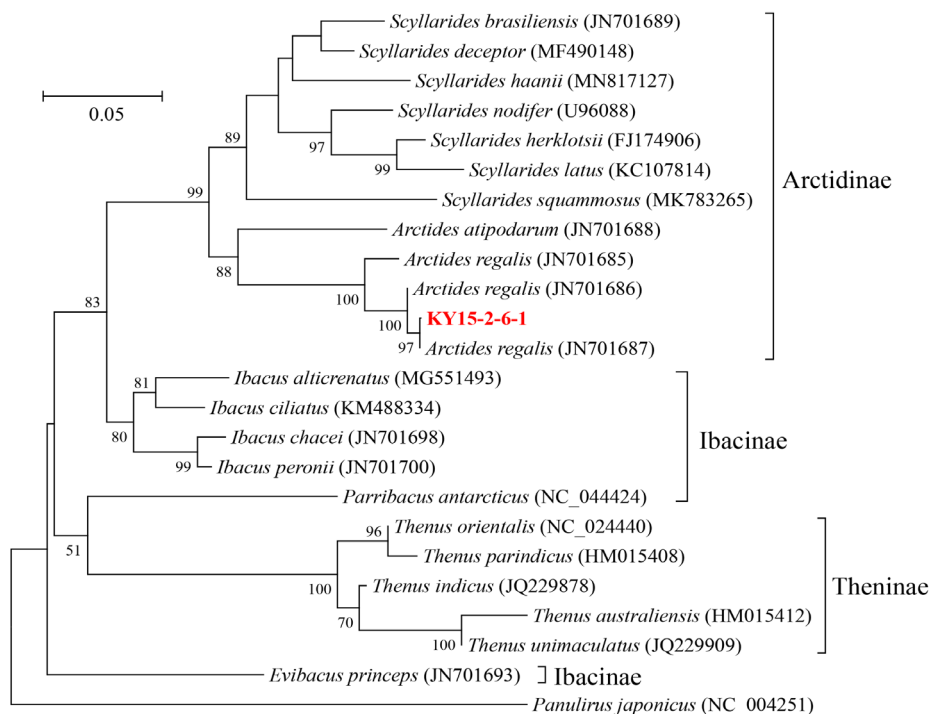 Scyllarides brasiliensis (JN701689)
Scyllarides deceptor (MF490148)
Scyllarides haanii (MN817127)
0.05
Scyllarides nodifer (U96088)
97
Scyllarides herklotsii (FJ174906)
89
99
Scyllarides latus (KC107814)
Arctidinae
99
Scyllarides squammosus (MK783265)
Arctides atipodarum (JN701688)
88
Arctides regalis (JN701685)
100
Arctides regalis (JN701686)
83
100
KY15-2-6-1
97
Arctides regalis (JN701687)
81
Ibacus alticrenatus (MG551493)
Ibacus ciliatus (KM488334)
80
Ibacus chacei (JN701698)
Ibacinae
99
Ibacus peronii (JN701700)
Parribacus antarcticus (NC_044424)
96
Thenus orientalis (NC_024440)
51
Thenus parindicus (HM015408)
100
Thenus indicus (JQ229878)
Theninae
70
Thenus australiensis (HM015412)
100
Thenus unimaculatus (JQ229909)
Evibacus princeps (JN701693)
Ibacinae
Panulirus japonicus (NC_004251)